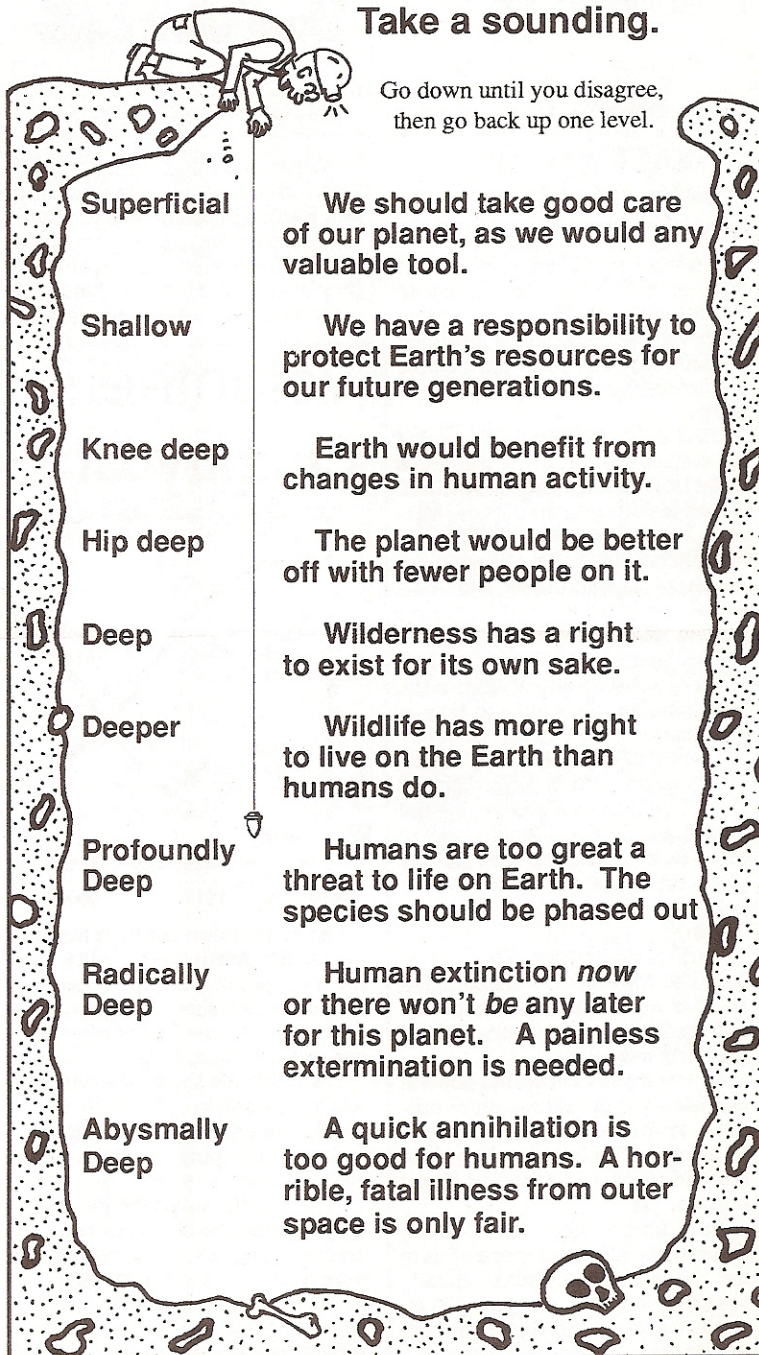 Take a sounding.
Go down until you disagree,
then go back up one level.
Superficial
We should take good care
of our planet, as we would any
valuable tool.
Shallow
We have a responsibility to
protect Earth's resources for
our future generations.
Knee deep
Earth would benefit from
changes in human activity.
Hip deep
The planet would be better
off with fewer people on it.
Deep
Wilderness has a right
to exist for its own sake.
Deeper
Wildlife has more right
to live on the Earth than
humans do.
Profoundly
Deep
Humans are too great a
threat to life on Earth. The
species should be phased out
Radically
Deep
Human extinction now
or there won't be any later
for this planet. A painless
extermination is needed.
Abysmally
Deep
A quick annihilation is
too good for humans. A hor-
rible, fatal illness from outer
space is only fair.